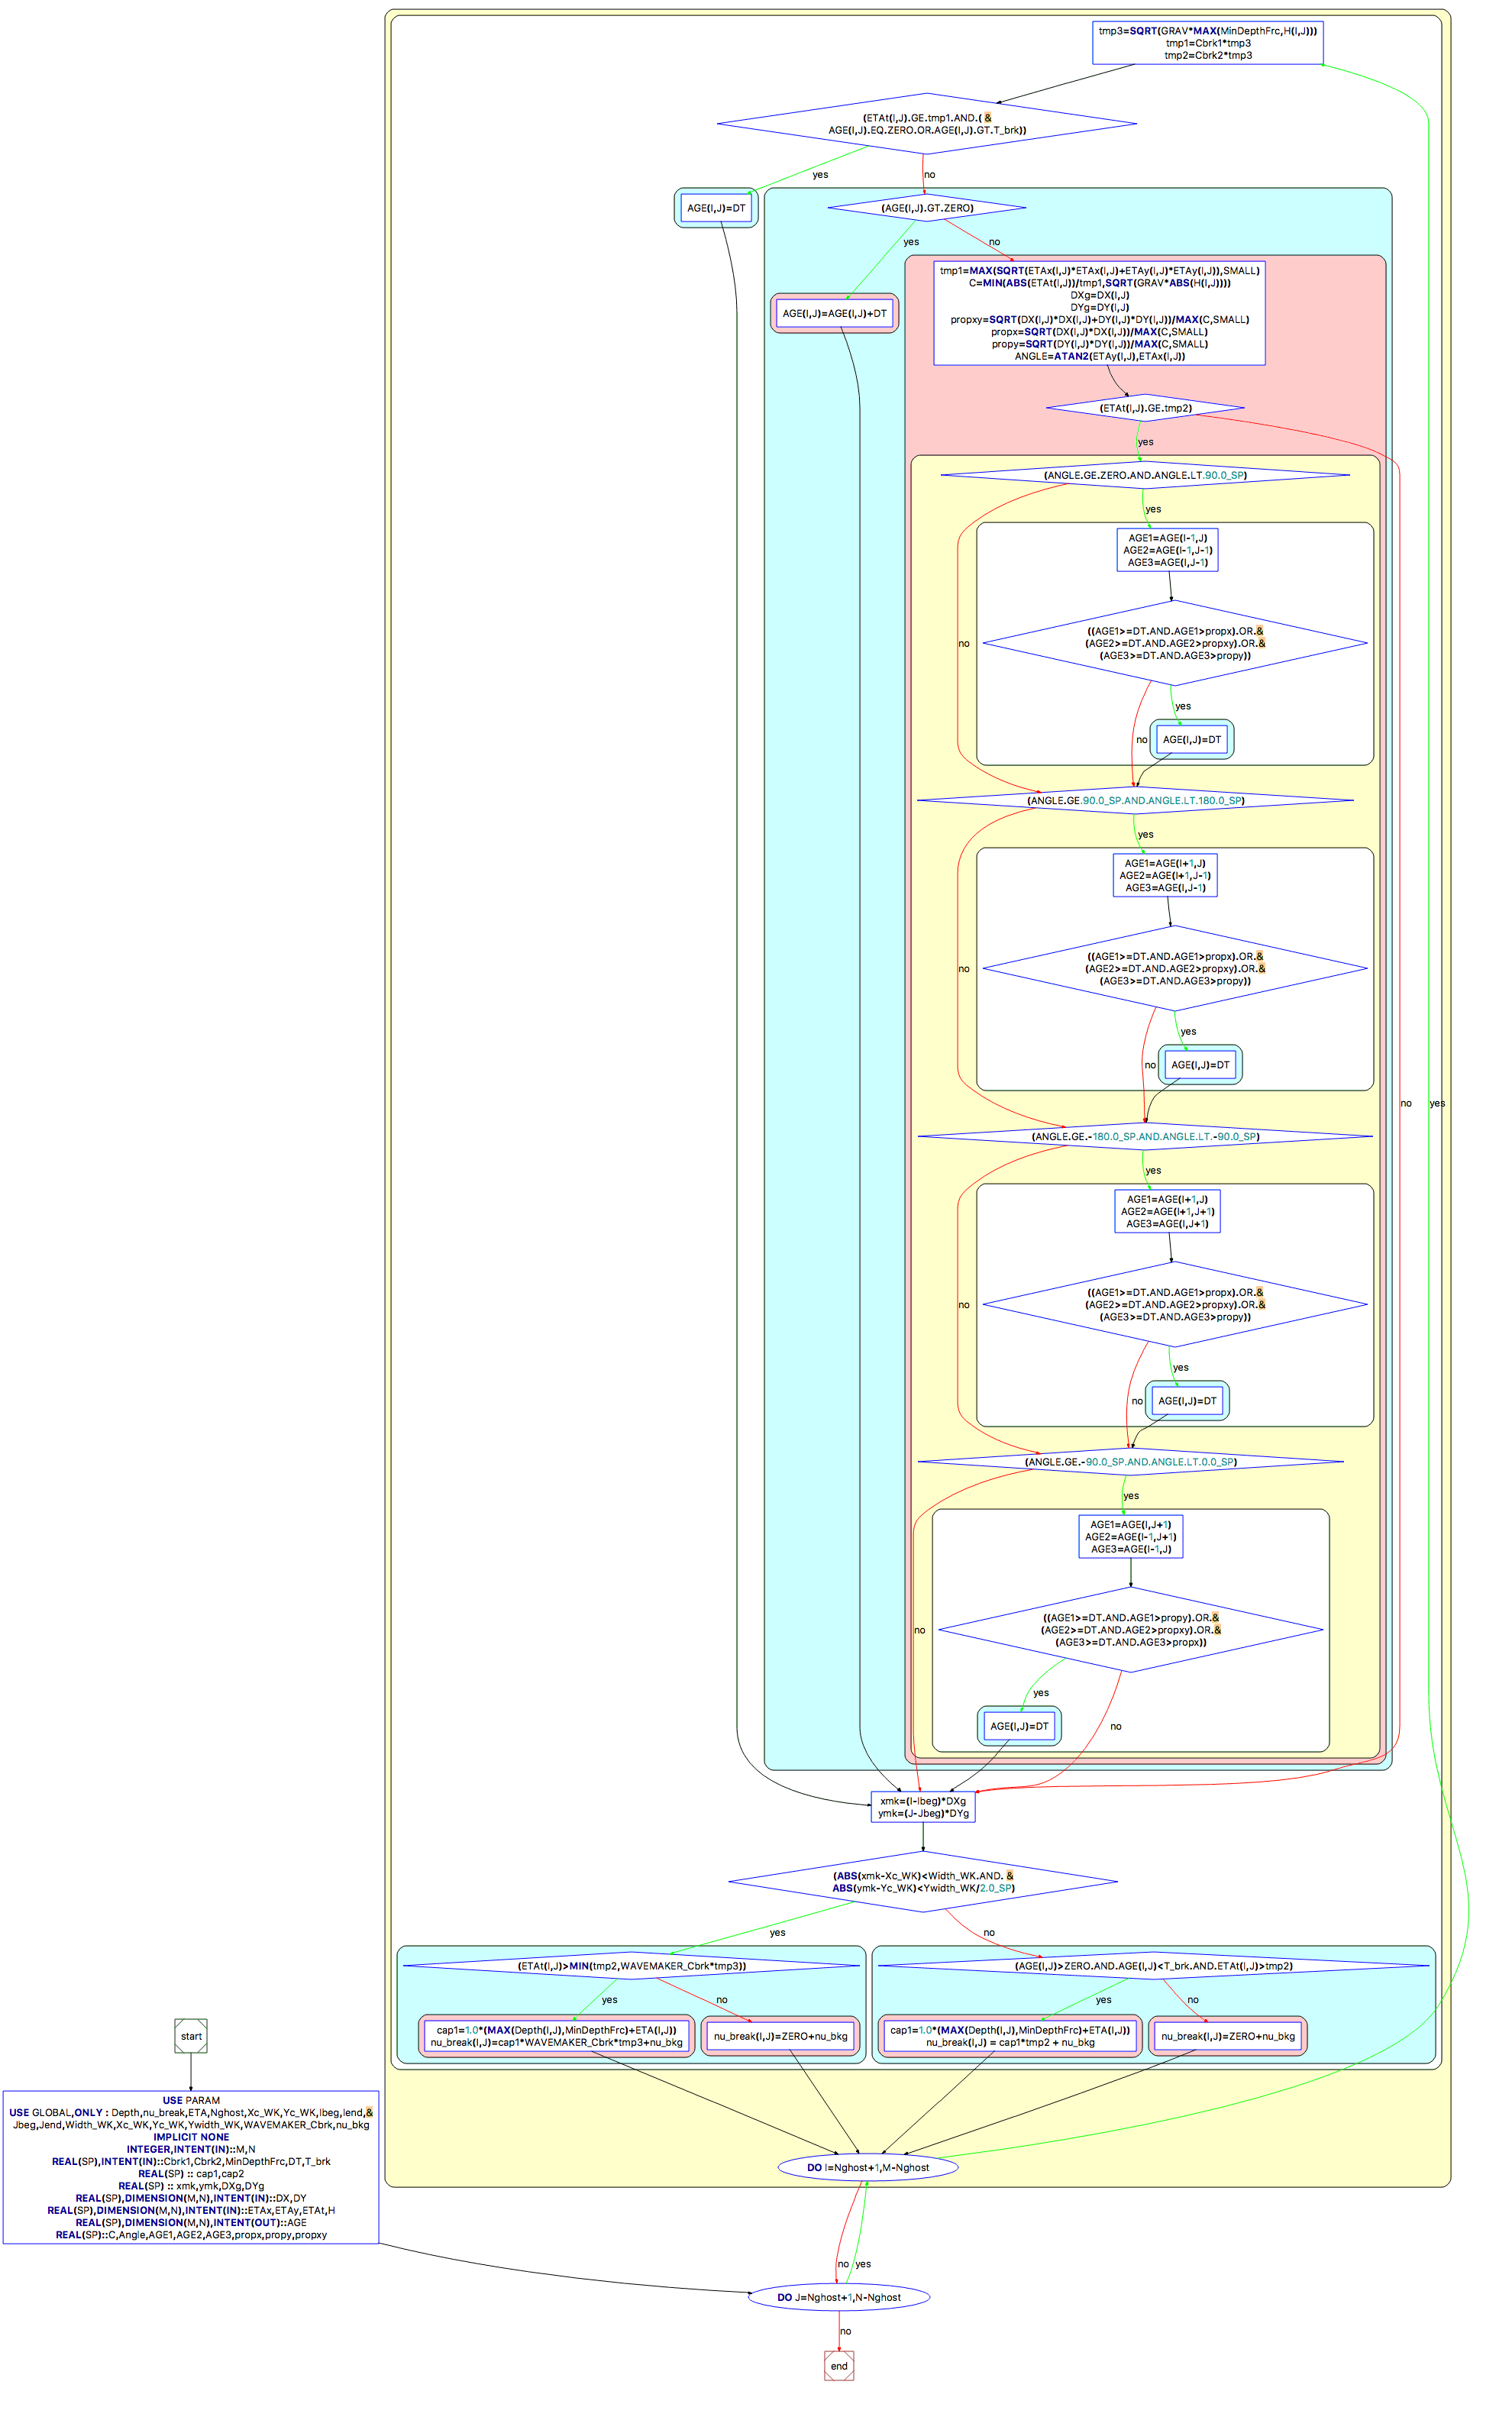 tmp3=SQRT(GRAV*MAX(MinDepthFrc,H(I,J)))
tmp1=Cbrk1*tmp3
tmp2=Cbrk2*tmp3
(ETAt(I,J).GE.tmp1.AND.( &
AGE(I,J).EQ.ZERO.OR.AGE(I,J).GT.T_brk))
yes
no
AGE(I,J)=DT
(AGE(I,J).GT.ZERO)
yes
no
AGE(I,J)=AGE(I,J)+DT
tmp1=MAX(SQRT(ETAx(I,J)*ETAx(I,J)+ETAy(I,J)*ETAy(I,J)),SMALL)
C=MIN(ABS(ETAt(I,J))/tmp1,SQRT(GRAV*ABS(H(I,J))))
DXg=DX(I,J)
DYg=DY(I,J)
propxy=SQRT(DX(I,J)*DX(I,J)+DY(I,J)*DY(I,J))/MAX(C,SMALL)
propx=SQRT(DX(I,J)*DX(I,J))/MAX(C,SMALL)
propy=SQRT(DY(I,J)*DY(I,J))/MAX(C,SMALL)
ANGLE=ATAN2(ETAy(I,J),ETAx(I,J))
(ETAt(I,J).GE.tmp2)
yes
(ANGLE.GE.ZERO.AND.ANGLE.LT.90.0_SP)
yes
AGE1=AGE(I-1,J)
AGE2=AGE(I-1,J-1)
AGE3=AGE(I,J-1)
((AGE1>=DT.AND.AGE1>propx).OR.&
(AGE2>=DT.AND.AGE2>propxy).OR.&
(AGE3>=DT.AND.AGE3>propy))
no
yes
no
AGE(I,J)=DT
(ANGLE.GE.90.0_SP.AND.ANGLE.LT.180.0_SP)
yes
AGE1=AGE(I+1,J)
AGE2=AGE(I+1,J-1)
AGE3=AGE(I,J-1)
((AGE1>=DT.AND.AGE1>propx).OR.&
(AGE2>=DT.AND.AGE2>propxy).OR.&
(AGE3>=DT.AND.AGE3>propy))
no
yes
no
AGE(I,J)=DT
no
yes
(ANGLE.GE.-180.0_SP.AND.ANGLE.LT.-90.0_SP)
yes
AGE1=AGE(I+1,J)
AGE2=AGE(I+1,J+1)
AGE3=AGE(I,J+1)
((AGE1>=DT.AND.AGE1>propx).OR.&
(AGE2>=DT.AND.AGE2>propxy).OR.&
(AGE3>=DT.AND.AGE3>propy))
no
yes
no
AGE(I,J)=DT
(ANGLE.GE.-90.0_SP.AND.ANGLE.LT.0.0_SP)
yes
AGE1=AGE(I,J+1)
AGE2=AGE(I-1,J+1)
AGE3=AGE(I-1,J)
((AGE1>=DT.AND.AGE1>propy).OR.&
(AGE2>=DT.AND.AGE2>propxy).OR.&
(AGE3>=DT.AND.AGE3>propx))
no
yes
no
AGE(I,J)=DT
xmk=(I-Ibeg)*DXg
ymk=(J-Jbeg)*DYg
(ABS(xmk-Xc_WK)<Width_WK.AND. &
ABS(ymk-Yc_WK)<Ywidth_WK/2.0_SP)
yes
no
(ETAt(I,J)>MIN(tmp2,WAVEMAKER_Cbrk*tmp3))
(AGE(I,J)>ZERO.AND.AGE(I,J)<T_brk.AND.ETAt(I,J)>tmp2)
yes
no
yes
no
cap1=1.0*(MAX(Depth(I,J),MinDepthFrc)+ETA(I,J))
nu_break(I,J)=cap1*WAVEMAKER_Cbrk*tmp3+nu_bkg
nu_break(I,J)=ZERO+nu_bkg
cap1=1.0*(MAX(Depth(I,J),MinDepthFrc)+ETA(I,J))
nu_break(I,J) = cap1*tmp2 + nu_bkg
nu_break(I,J)=ZERO+nu_bkg
start
USE PARAM
USE GLOBAL,ONLY : Depth,nu_break,ETA,Nghost,Xc_WK,Yc_WK,Ibeg,Iend,&
Jbeg,Jend,Width_WK,Xc_WK,Yc_WK,Ywidth_WK,WAVEMAKER_Cbrk,nu_bkg
IMPLICIT NONE
INTEGER,INTENT(IN)::M,N
REAL(SP),INTENT(IN)::Cbrk1,Cbrk2,MinDepthFrc,DT,T_brk
REAL(SP) :: cap1,cap2
REAL(SP) :: xmk,ymk,DXg,DYg
REAL(SP),DIMENSION(M,N),INTENT(IN)::DX,DY
REAL(SP),DIMENSION(M,N),INTENT(IN)::ETAx,ETAy,ETAt,H
REAL(SP),DIMENSION(M,N),INTENT(OUT)::AGE
REAL(SP)::C,Angle,AGE1,AGE2,AGE3,propx,propy,propxy
DO I=Nghost+1,M-Nghost
no
yes
DO J=Nghost+1,N-Nghost
no
end